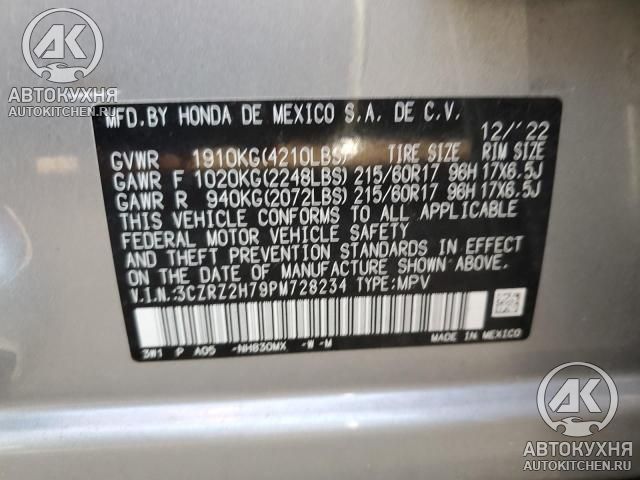 AK
АВТОКУХНЯ
AUTOKITCHEN.RU
MFD.BY HONDA DE MEXICO S.A. DE C.V.
12/'22
GVWR 1910KG(4210LBS) TIRE SIZE RIM SIZE
GAWR F 1020KG(2248LBS) 215/60R17 96H 17X6.5J
GAWR R 940KG(2072LBS) 215/60R17 96H 17X6.5J
THIS VEHICLE CONFORMS TO ALL APPLICABLE
FEDERAL MOTOR VEHICLE SAFETY
AND THEFT PREVENTION STANDARDS IN EFFECT
ON THE DATE OF MANUFACTURE SHOWN ABOVE.
V.I.N.:3CZRZ2H79PM728234 TYPE:MPV
MADE IN MEXICO
3W1 P A05 -NH830MX -W -M
AK
АВТОКУХНЯ
AUTOKITCHEN.RU